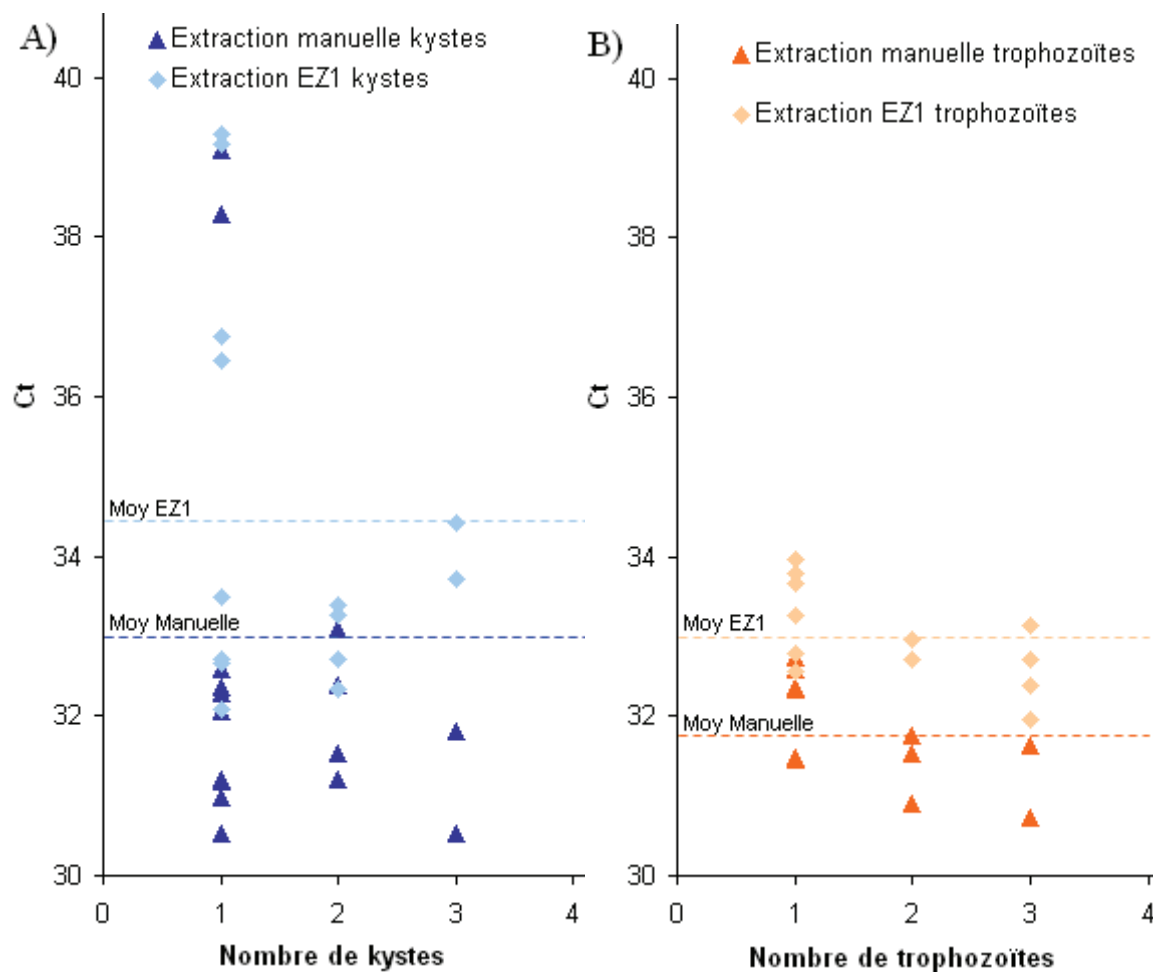 A)
Extraction manuelle kystes
Extraction EZ1 kystes
40
38
36
34
32
30
Ct
Moy EZ1
Moy Manuelle
0 1 2 3 4
Nombre de kystes
B)
Extraction manuelle trophozoïtes
Extraction EZ1 trophozoïtes
40
38
36
34
32
30
Ct
Moy EZ1
Moy Manuelle
0 1 2 3 4
Nombre de trophozoïtes